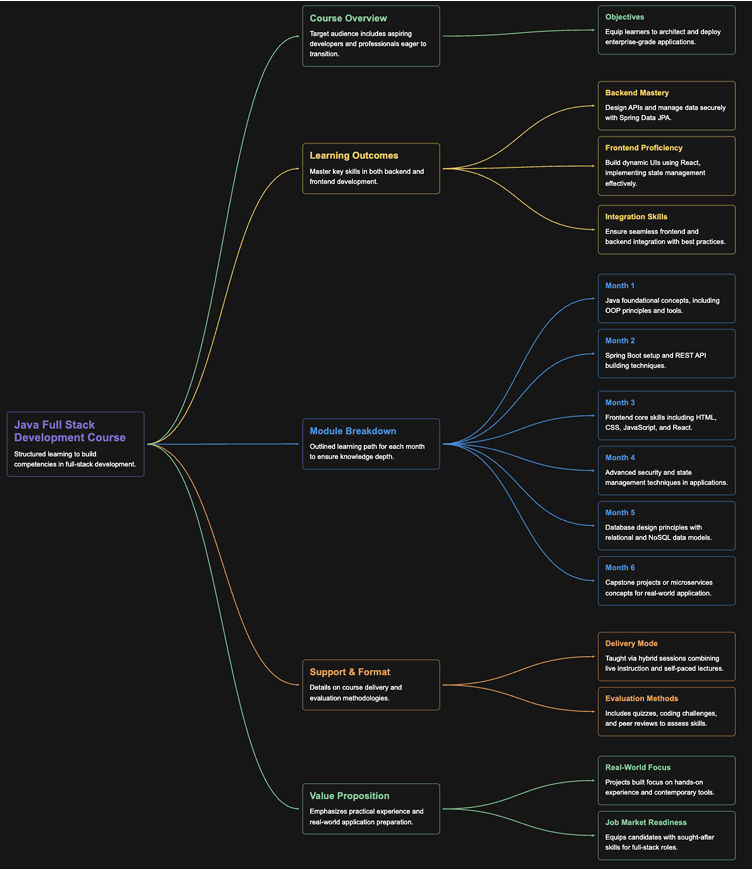 Java Full Stack
Development Course
Structured learning to build
competencies in full-stack development.
Course Overview
Target audience includes aspiring
developers and professionals eager to
transition.
Objectives
Equip learners to architect and deploy
enterprise-grade applications.
Learning Outcomes
Master key skills in both backend and
frontend development.
Backend Mastery
Design APIs and manage data securely
with Spring Data JPA.
Frontend Proficiency
Build dynamic UIs using React,
implementing state management
effectively.
Integration Skills
Ensure seamless frontend and
backend integration with best practices.
Module Breakdown
Outlined learning path for each month
to ensure knowledge depth.
Month 1
Java foundational concepts, including
OOP principles and tools.
Month 2
Spring Boot setup and REST API
building techniques.
Month 3
Frontend core skills including HTML,
CSS, JavaScript, and React.
Month 4
Advanced security and state
management techniques in applications.
Month 5
Database design principles with
relational and NoSQL data models.
Month 6
Capstone projects or microservices
concepts for real-world application.
Support & Format
Details on course delivery and
evaluation methodologies.
Delivery Mode
Taught via hybrid sessions combining
live instruction and self-paced lectures.
Evaluation Methods
Includes quizzes, coding challenges,
and peer reviews to assess skills.
Value Proposition
Emphasizes practical experience and
real-world application preparation.
Real-World Focus
Projects built focus on hands-on
experience and contemporary tools.
Job Market Readiness
Equips candidates with sought-after
skills for full-stack roles.